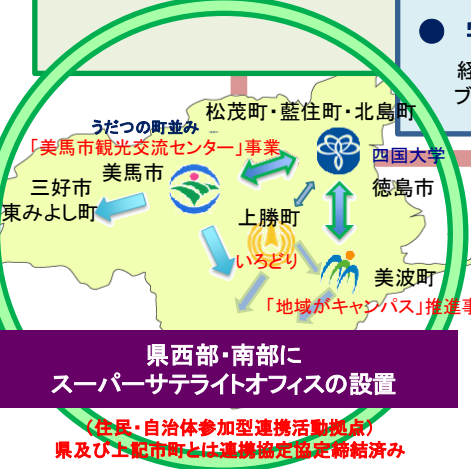 経
ブ
松茂町・藍住町・北島町
うだつの町並み
「美馬市観光交流センター」事業
四国大学
美馬市
三好市
東みよし町
徳島市
上勝町
いろどり
美波町
「地域がキャンパス」推進事
県西部・南部に
スーパーサテライトオフィスの設置
（住民・自治体参加型連携活動拠点）
県及び上記市町とは連携協定協定締結済み